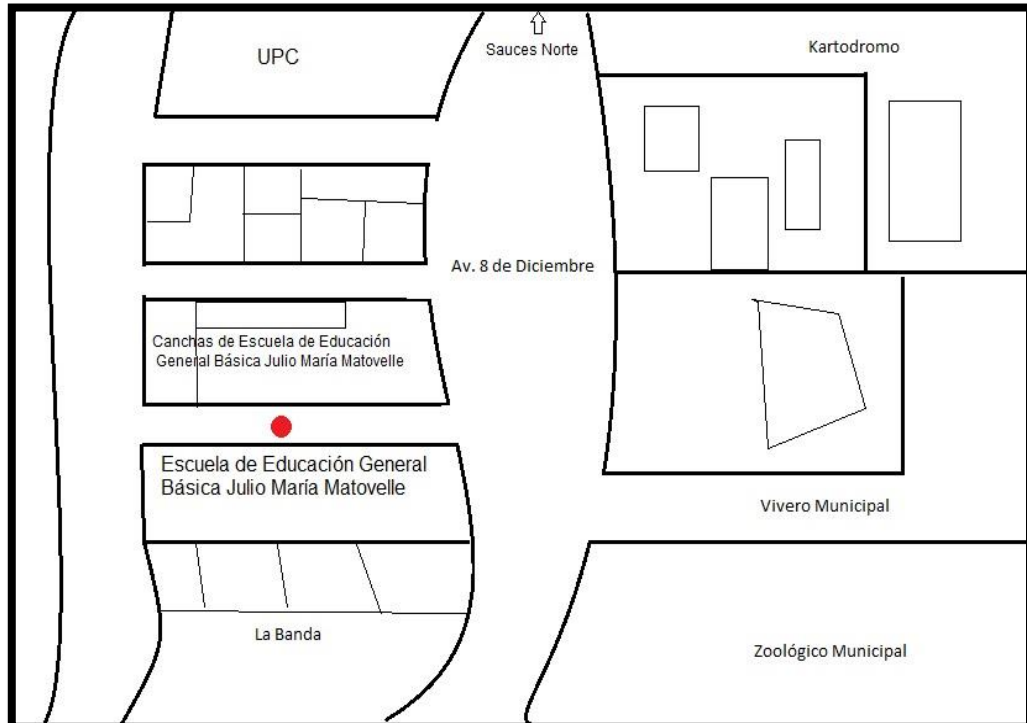 UPC
Sauces Norte
Kartodromo
Av. 8 de Diciembre
Canchas de Escuela de Educación
General Básica Julio María Matovelle
Escuela de Educación General
Básica Julio María Matovelle
Vivero Municipal
La Banda
Zoológico Municipal